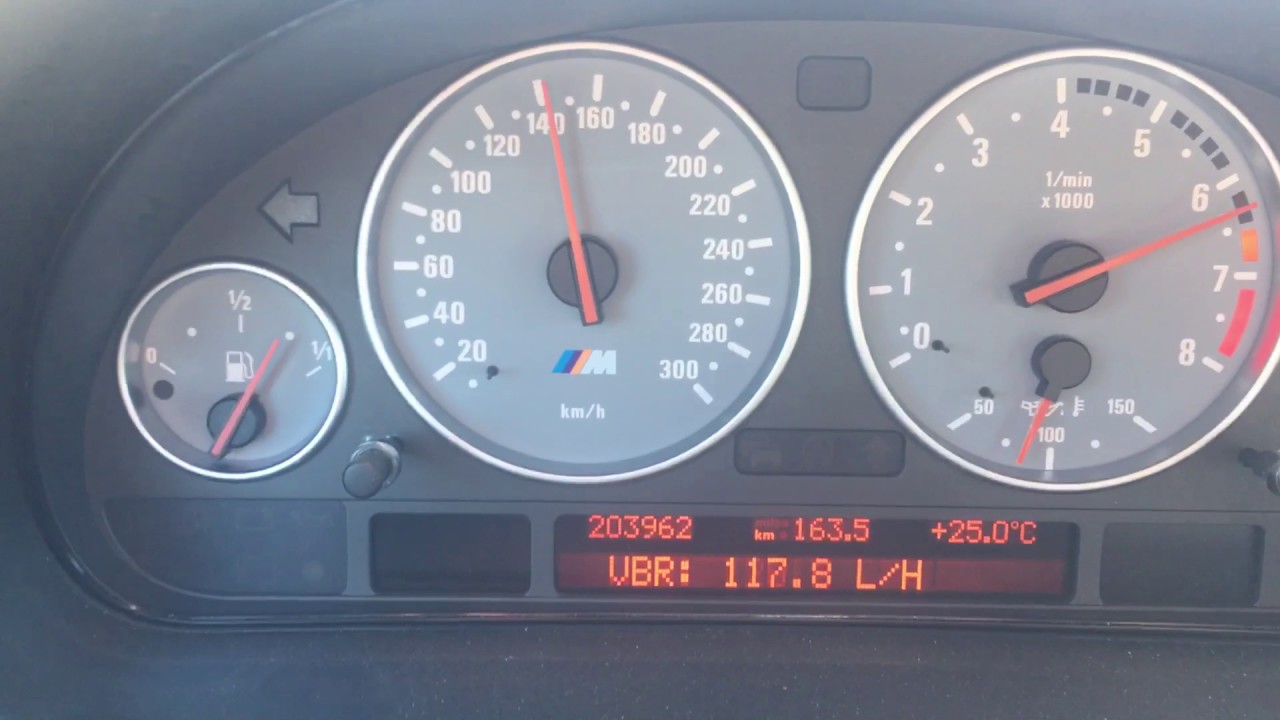 0 1/2 1/1
20 40 60 80 100 120 140 160 180 200 220 240 260 280 300
M
km/h
0 1 2 3 4 5 6 7 8
1/min
x1000
50 100 150
203962 km 163.5 +25.0°C
VBR: 117.8 L/H